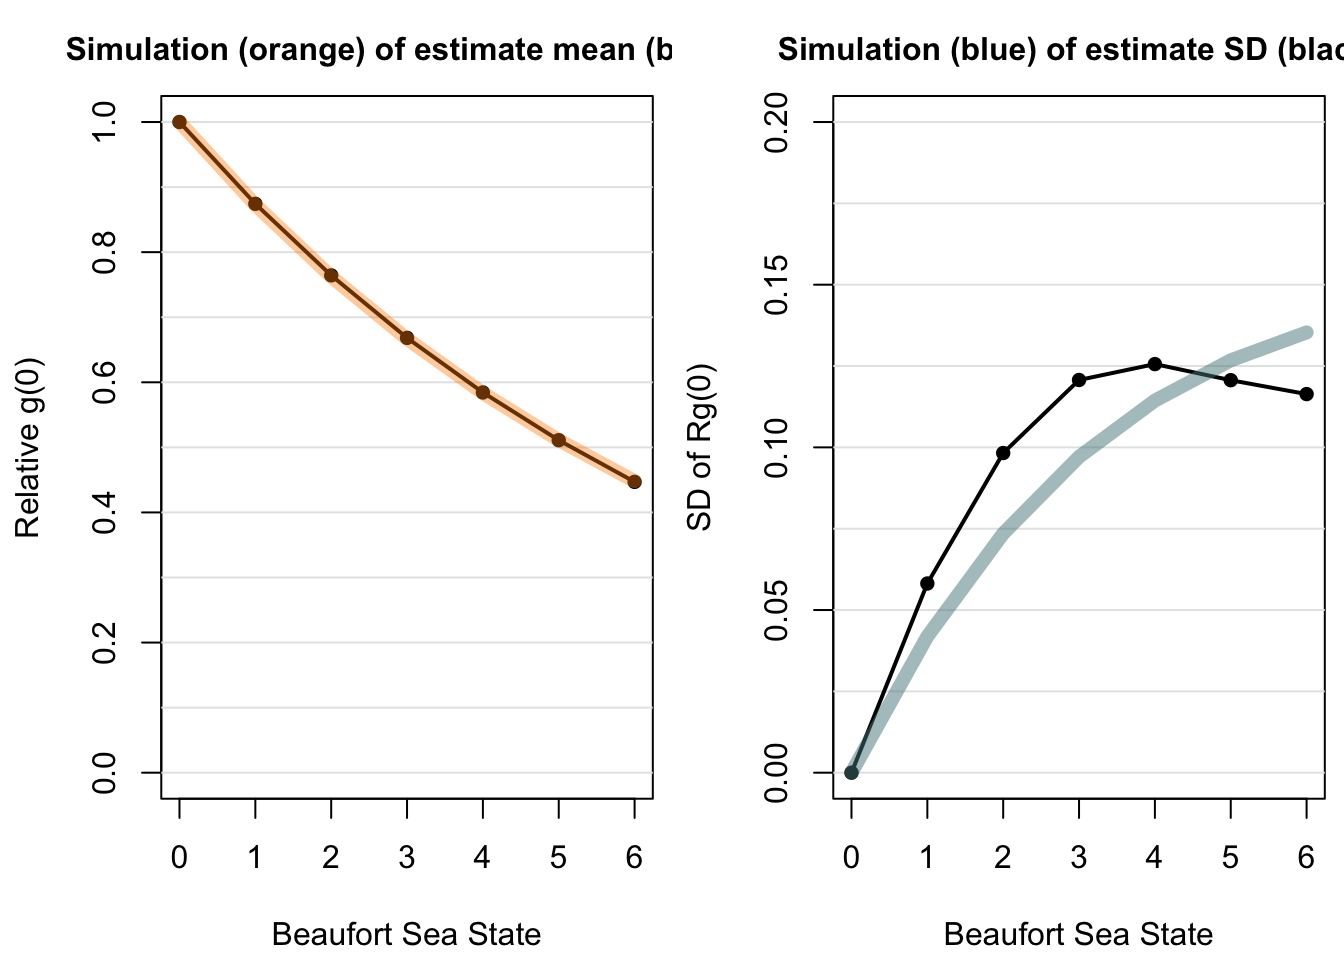 Simulation (orange) of estimate mean (b
Relative g(0)
1.0
0.8
0.6
0.4
0.2
0.0
0 1 2 3 4 5 6
Beaufort Sea State
Simulation (blue) of estimate SD (blac
SD of Rg(0)
0.20
0.15
0.10
0.05
0.00
0 1 2 3 4 5 6
Beaufort Sea State